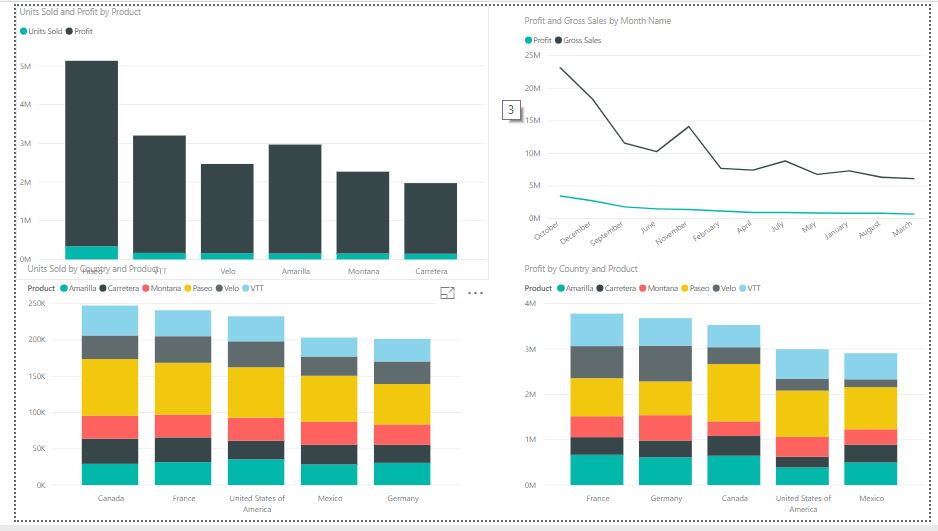 Units Sold and Profit by Product
Units Sold Profit
5M
4M
3M
2M
1M
0M
Paseo VTT Velo Amarilla Montana Carretera
Profit and Gross Sales by Month Name
Profit Gross Sales
25M
20M
3
15M
10M
5M
0M
October December September June November February April July May January August March
Units Sold by Country and Product
Product Amarilla Carretera Montana Paseo Velo VTT
250K
200K
150K
100K
50K
0K
Canada France United States of Mexico Germany
America
Profit by Country and Product
Product Amarilla Carretera Montana Paseo Velo VTT
4M
3M
2M
1M
0M
France Germany Canada United States of Mexico
America